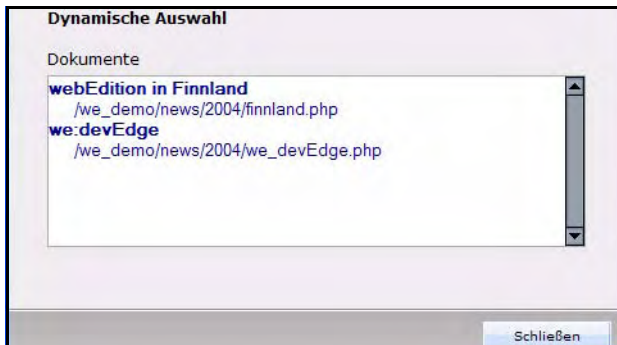 Dynamische Auswahl
Dokumente
webEdition in Finnland
/we_demo/news/2004/finnland.php
we:devEdge
/we_demo/news/2004/we_devEdge.php
Schließen